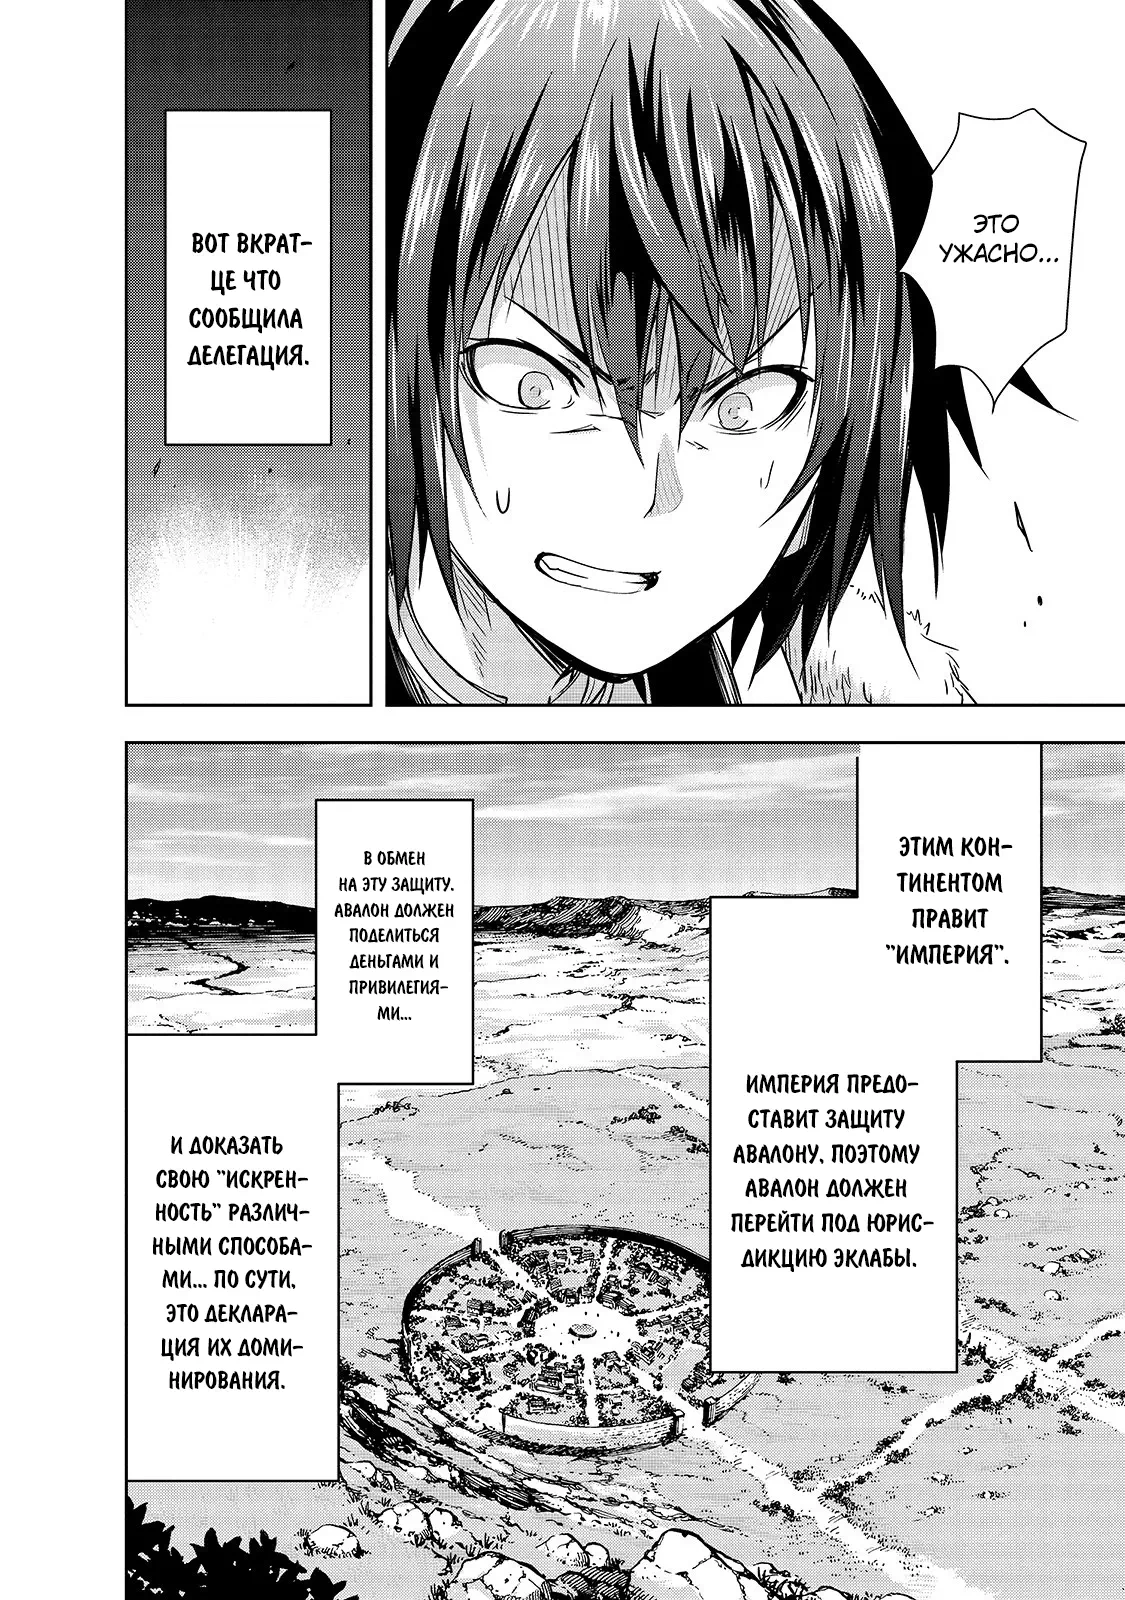 ЭТО
УЖАСНО...
ВОТ ВКРАТ-
ЦЕ ЧТО
СООБЩИЛА
ДЕЛЕГАЦИЯ.
ЭТИМ КОН-
ТИНЕНТОМ
ПРАВИТ
"ИМПЕРИЯ".
ИМПЕРИЯ ПРЕДО-
СТАВИТ ЗАЩИТУ
АВАЛОНУ, ПОЭТОМУ
АВАЛОН ДОЛЖЕН
ПЕРЕЙТИ ПОД ЮРИС-
ДИКЦИЮ ЭКЛАБЫ.
В ОБМЕН
НА ЭТУ ЗАЩИТУ,
АВАЛОН ДОЛЖЕН
ПОДЕЛИТЬСЯ
ДЕНЬГАМИ И
ПРИВИЛЕГИЯ-
МИ...
И ДОКАЗАТЬ
СВОЮ "ИСКРЕН-
НОСТЬ" РАЗЛИЧ-
НЫМИ СПОСОБА-
МИ... ПО СУТИ,
ЭТО ДЕКЛАРА-
ЦИЯ ИХ ДОМИ-
НИРОВАНИЯ.